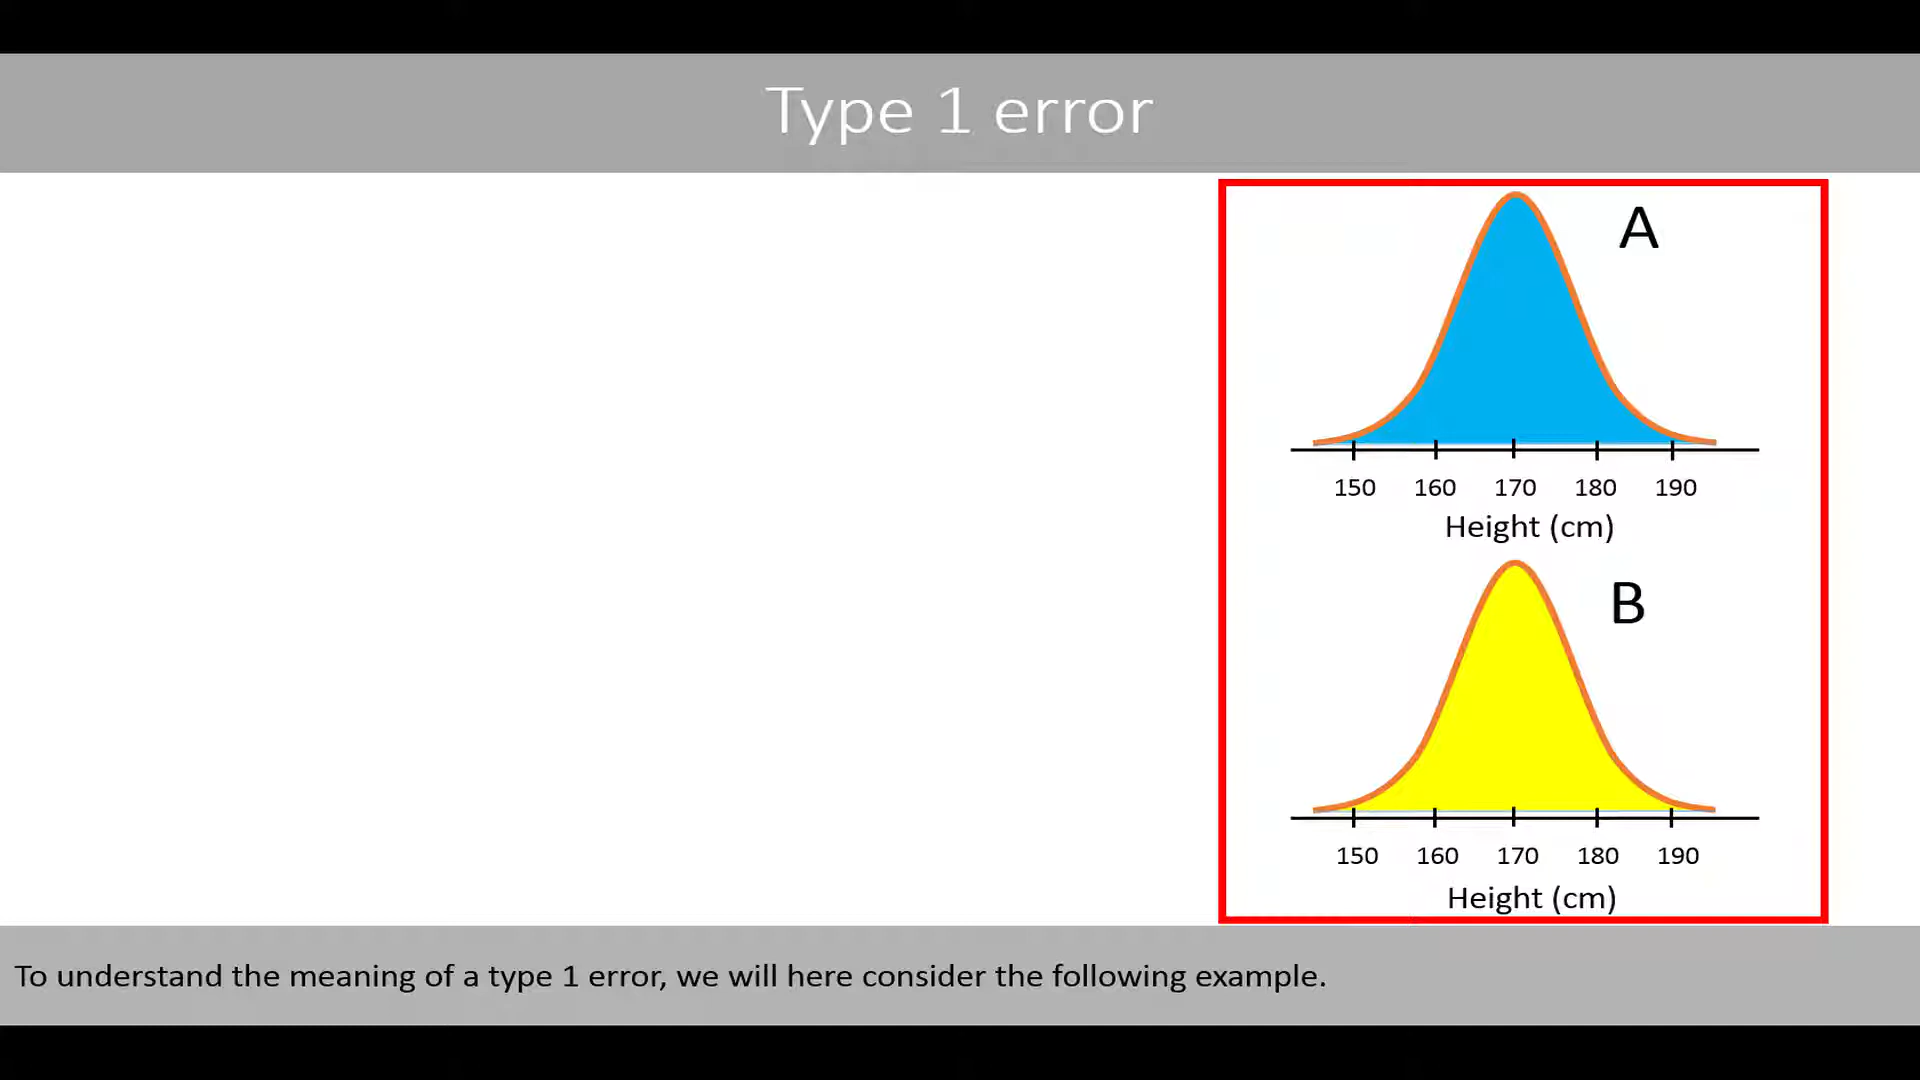 Type 1 error
A
150 160 170 180 190
Height (cm)
B
150 160 170 180 190
Height (cm)
To understand the meaning of a type 1 error, we will here consider the following example.